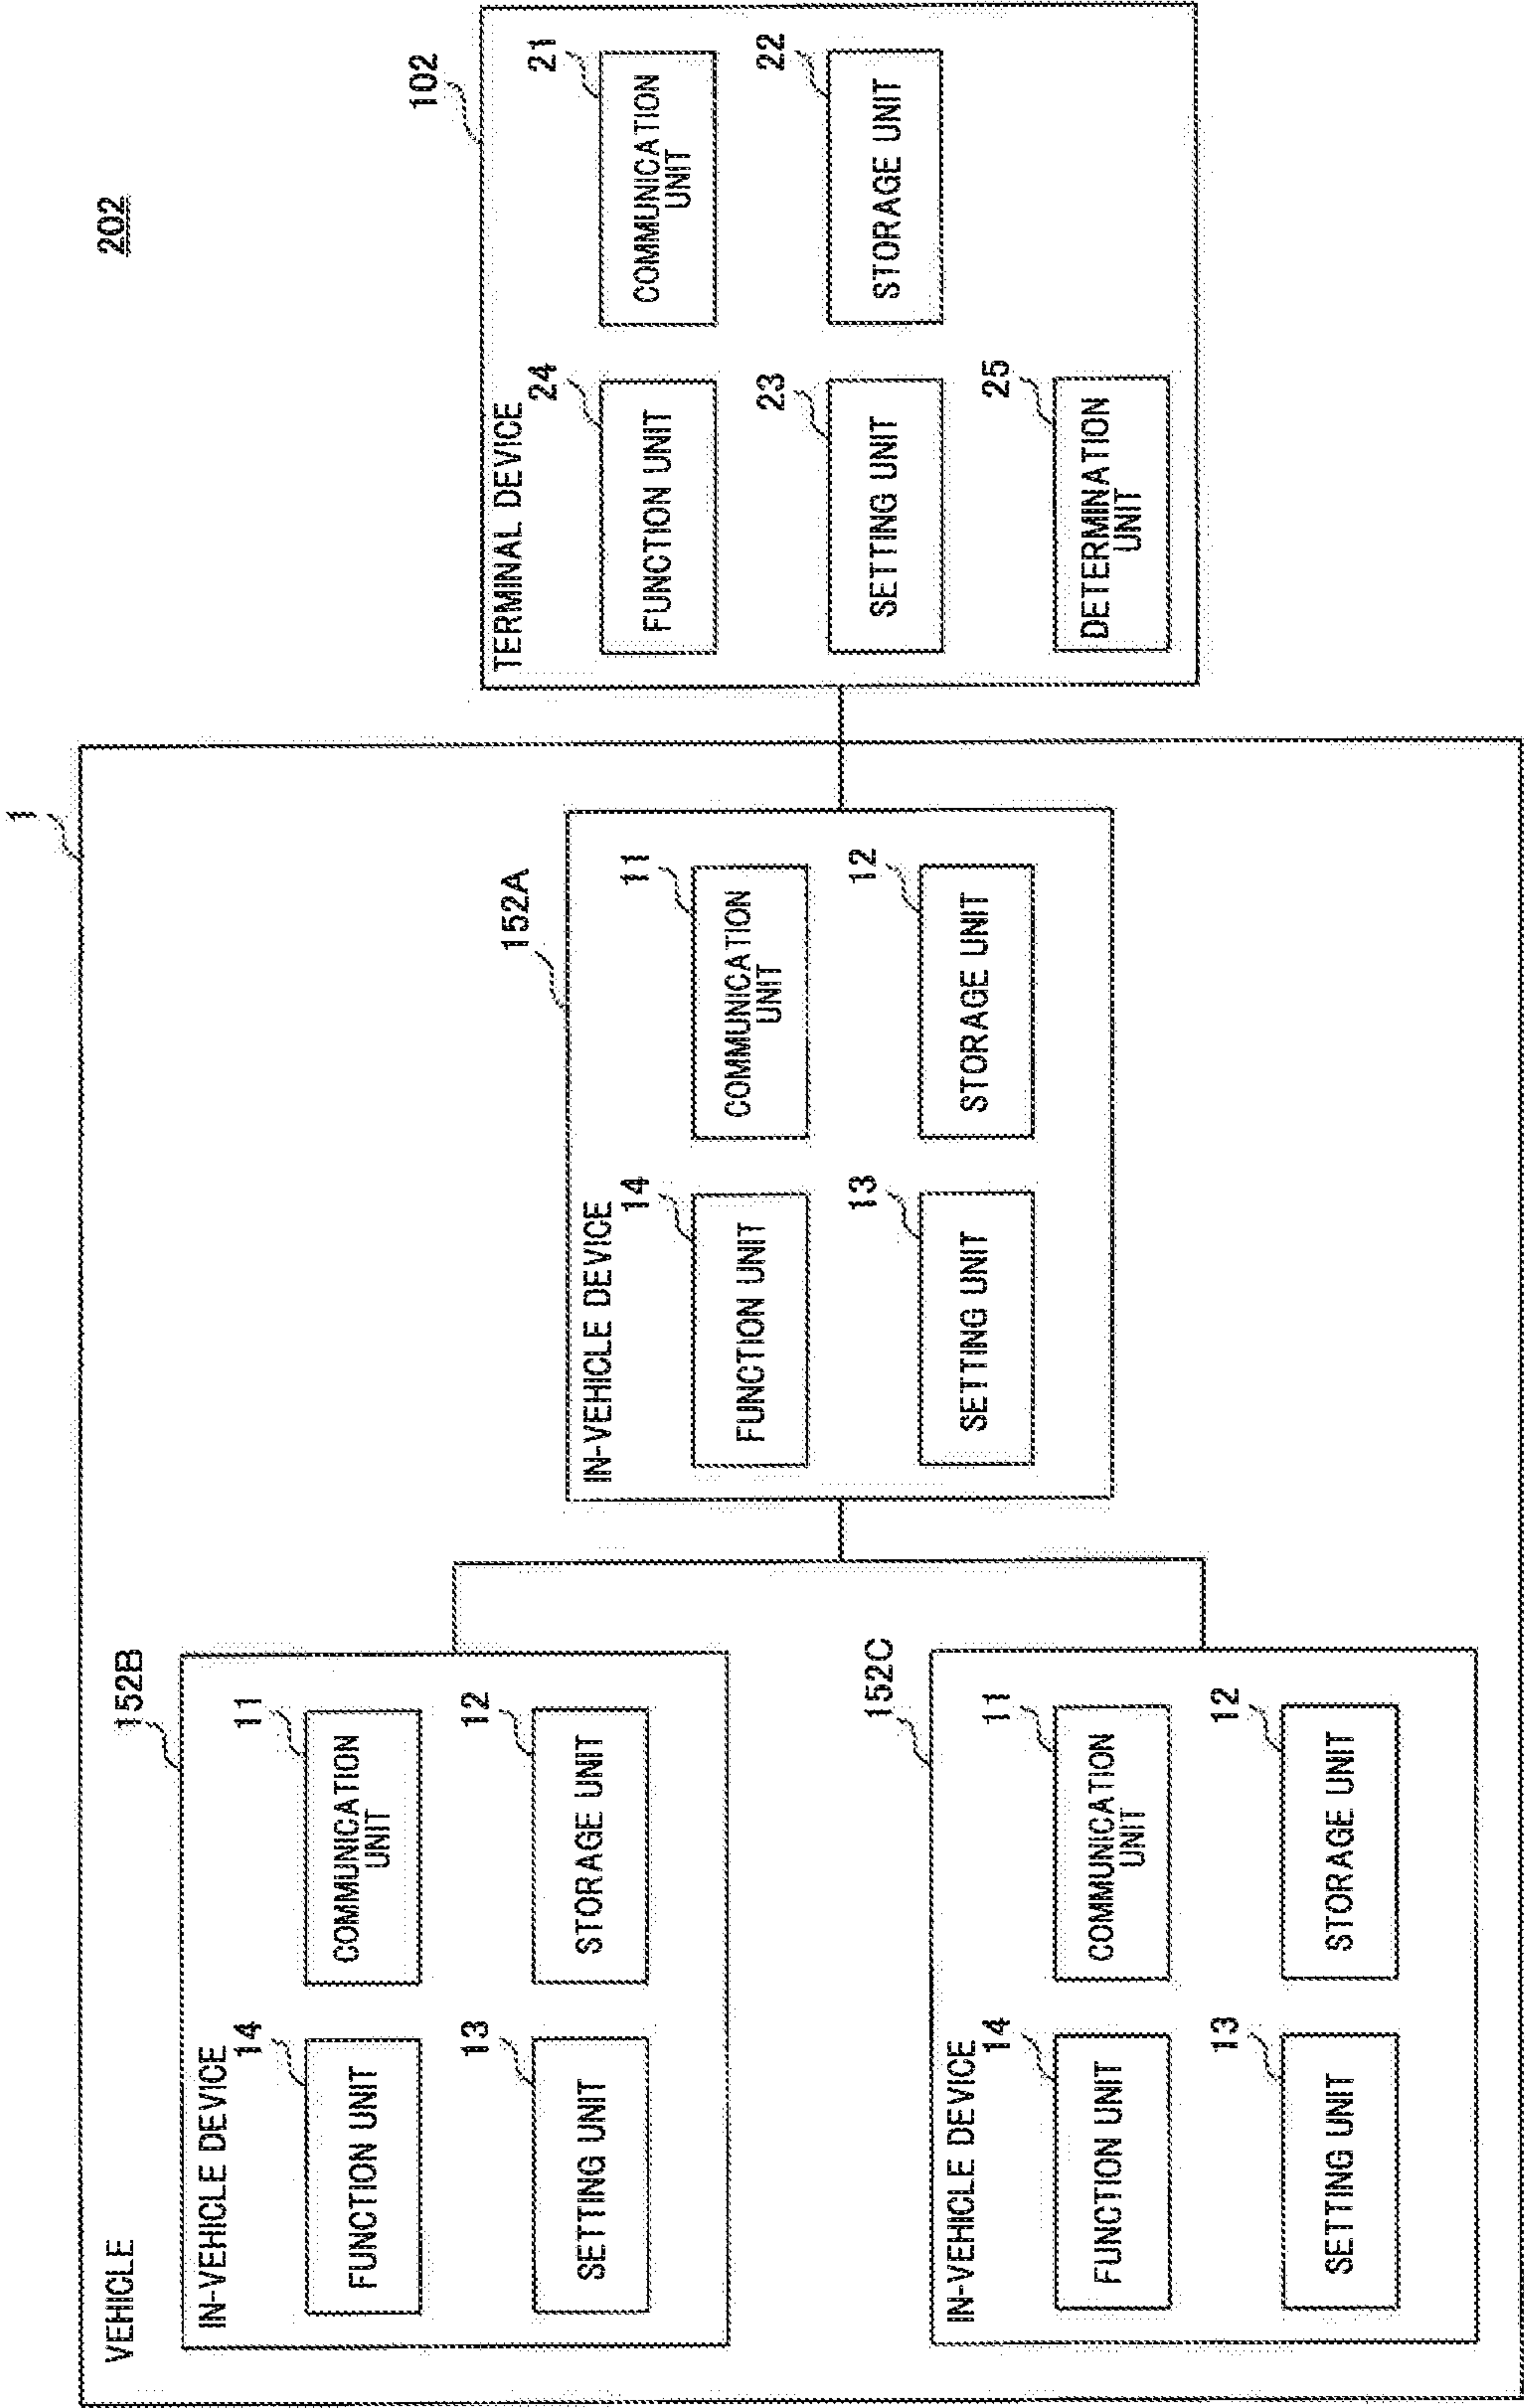 202
1
VEHICLE
152B
IN-VEHICLE DEVICE
14
FUNCTION UNIT
11
COMMUNICATION
UNIT
13
SETTING UNIT
12
STORAGE UNIT
152C
IN-VEHICLE DEVICE
14
FUNCTION UNIT
11
COMMUNICATION
UNIT
13
SETTING UNIT
12
STORAGE UNIT
152A
IN-VEHICLE DEVICE
14
FUNCTION UNIT
11
COMMUNICATION
UNIT
13
SETTING UNIT
12
STORAGE UNIT
102
TERMINAL DEVICE
24
FUNCTION UNIT
21
COMMUNICATION
UNIT
23
SETTING UNIT
22
STORAGE UNIT
25
DETERMINATION
UNIT